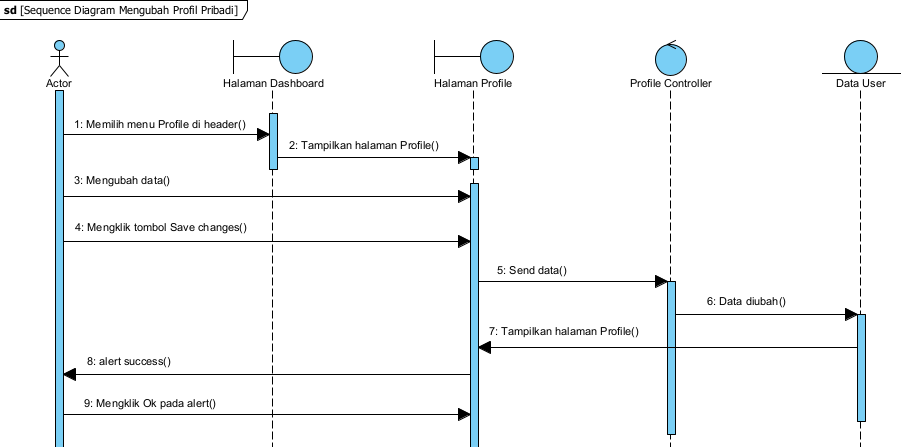 sd [Sequence Diagram Mengubah Profil Pribadi]
Actor
Halaman Dashboard
Halaman Profile
Profile Controller
Data User
1: Memilih menu Profile di header()
2: Tampilkan halaman Profile()
3: Mengubah data()
4: Mengklik tombol Save changes()
5: Send data()
6: Data diubah()
7: Tampilkan halaman Profile()
8: alert success()
9: Mengklik Ok pada alert()